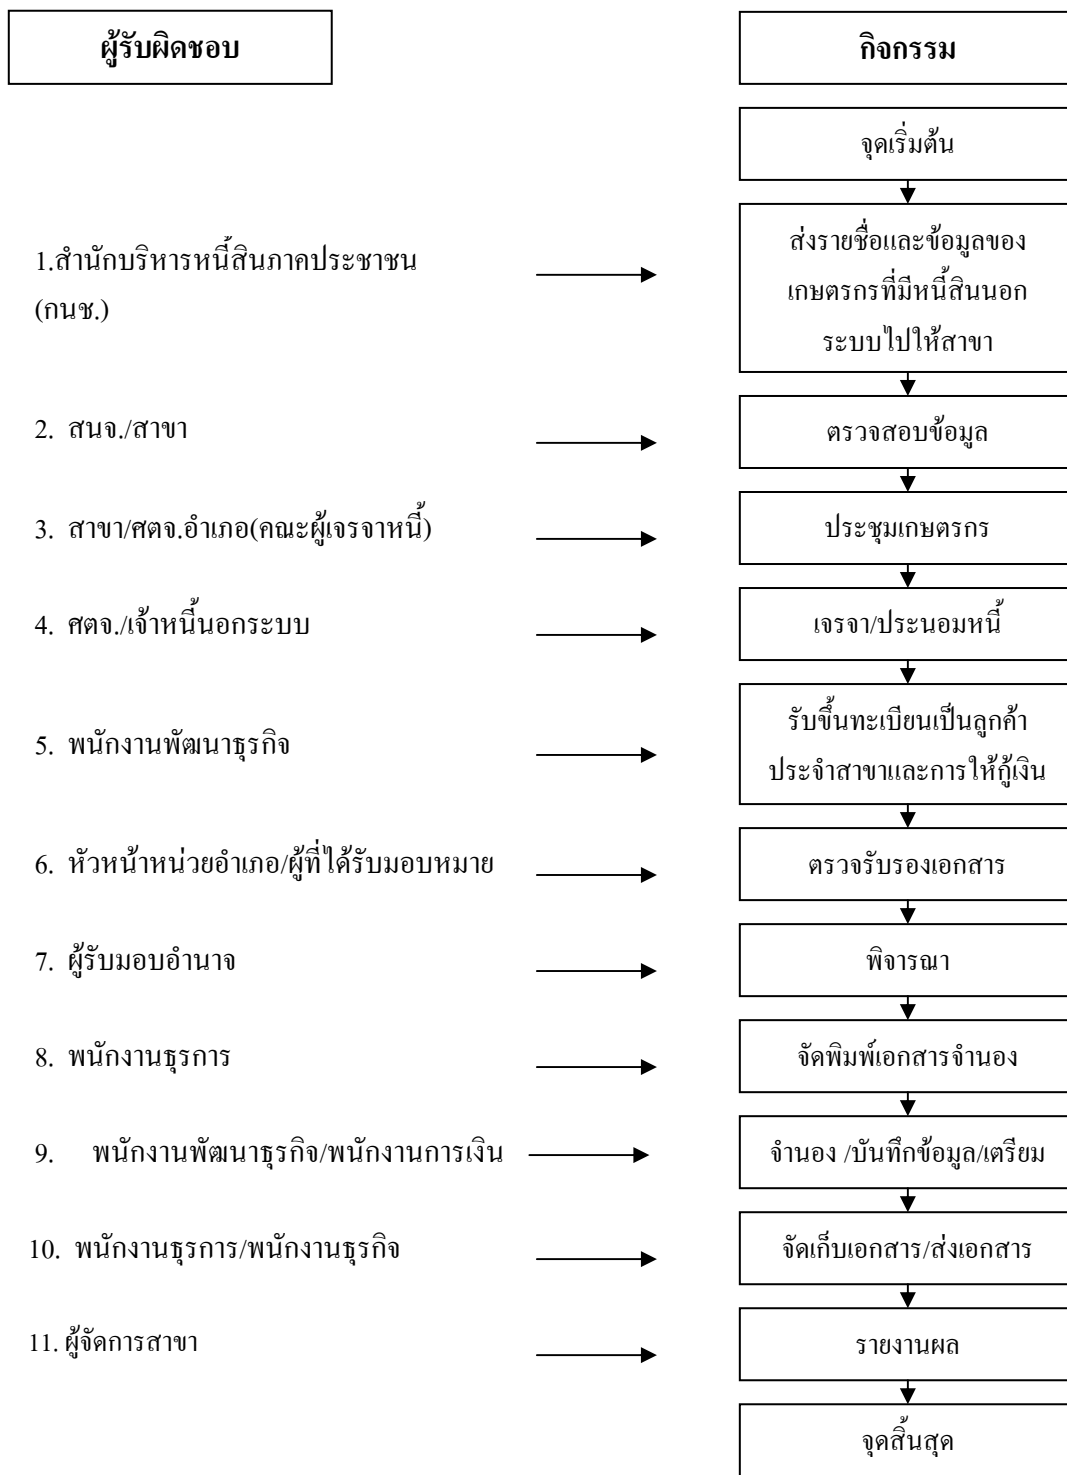 ผู้รับผิดชอบ
กิจกรรม
จุดเริ่มต้น
1.สำนักบริหารหนี้สินภาคประชาชน
(กนช.)
ส่งรายชื่อและข้อมูลของ
เกษตรกรที่มีหนี้สินนอก
ระบบไปให้สาขา
2. สนจ./สาขา
ตรวจสอบข้อมูล
3. สาขา/ศตจ.อำเภอ(คณะผู้เจรจาหนี้)
ประชุมเกษตรกร
4. ศตจ./เจ้าหนี้นอกระบบ
เจรจา/ประนอมหนี้
5. พนักงานพัฒนาธุรกิจ
รับขึ้นทะเบียนเป็นลูกค้า
ประจำสาขาและการให้กู้เงิน
6. หัวหน้าหน่วยอำเภอ/ผู้ที่ได้รับมอบหมาย
ตรวจรับรองเอกสาร
7. ผู้รับมอบอำนาจ
พิจารณา
8. พนักงานธุรการ
จัดพิมพ์เอกสารจำนอง
9. พนักงานพัฒนาธุรกิจ/พนักงานการเงิน
จำนอง /บันทึกข้อมูล/เตรียม
10. พนักงานธุรการ/พนักงานธุรกิจ
จัดเก็บเอกสาร/ส่งเอกสาร
11. ผู้จัดการสาขา
รายงานผล
จุดสิ้นสุด